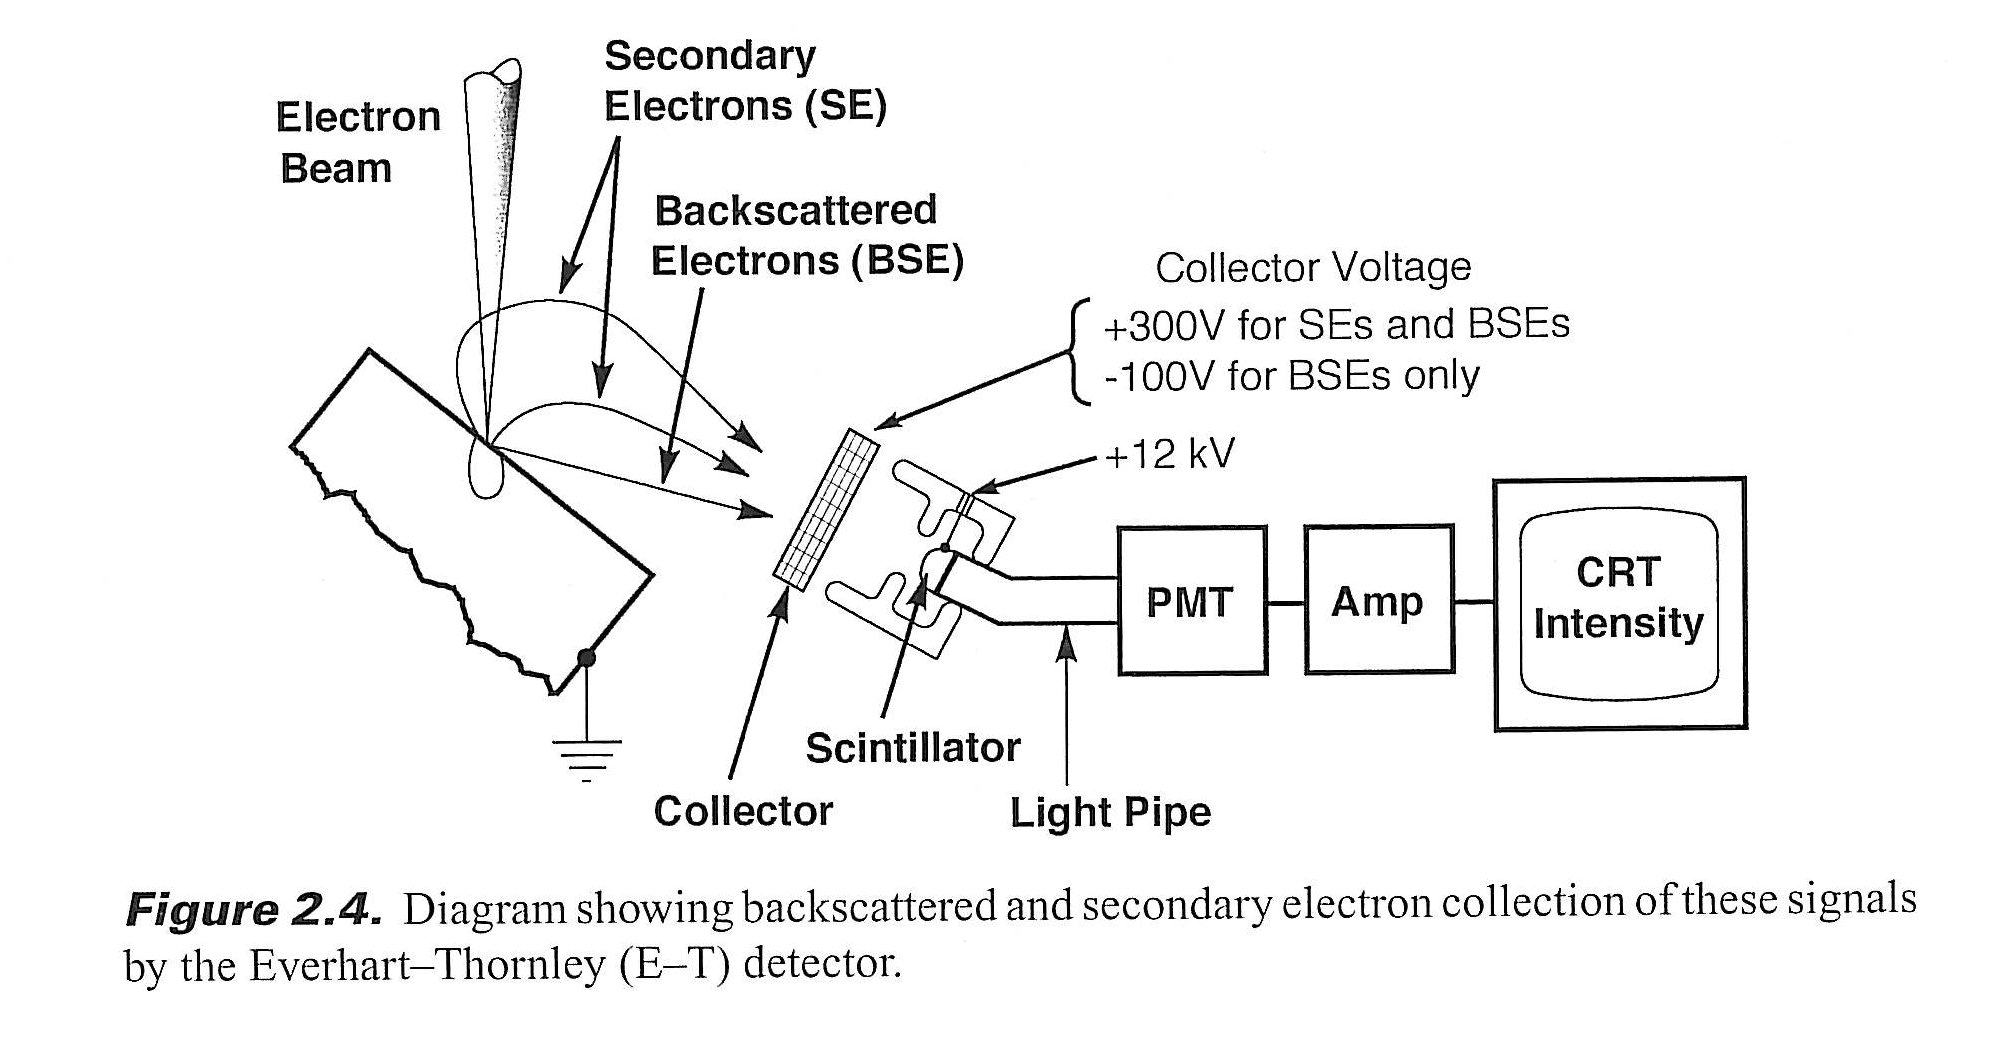 Secondary
Electrons (SE)
Electron
Beam
Backscattered
Electrons (BSE)
Collector Voltage
+300V for SEs and BSEs
-100V for BSEs only
+12 kV
PMT
Amp
CRT
Intensity
Scintillator
Collector
Light Pipe
Figure 2.4. Diagram showing backscattered and secondary electron collection of these signals
by the Everhart–Thornley (E–T) detector.